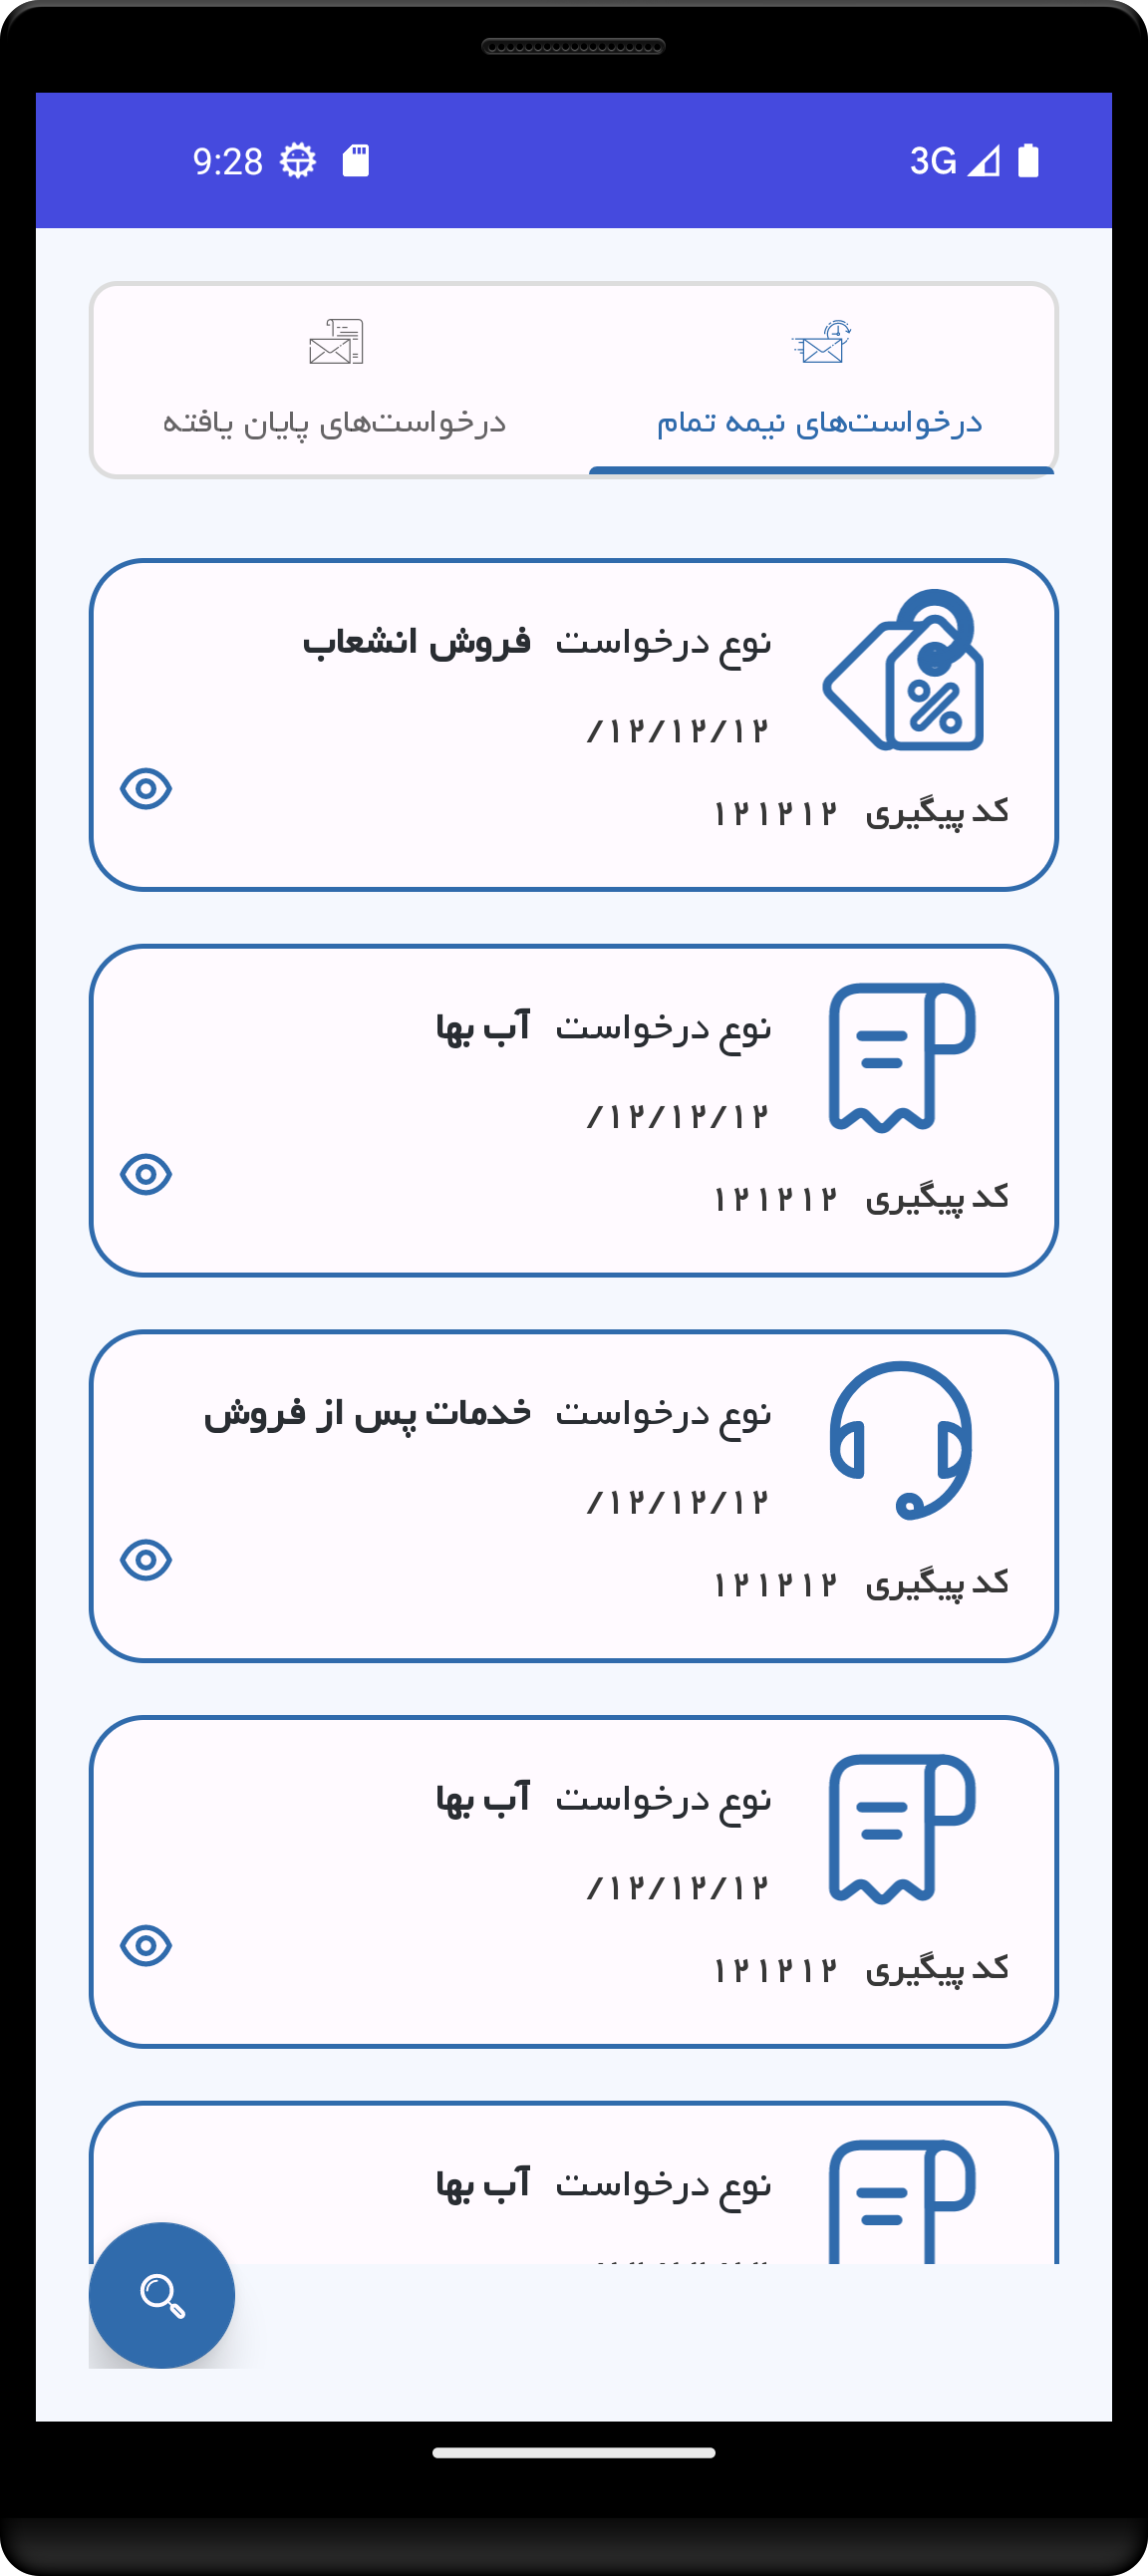 9:28 3G
درخواست‌های نیمه تمام
درخواست‌های پایان یافته
نوع درخواست فروش انشعاب
۱۲/۱۲/۱۲/
کد پیگیری ۱۲۱۲۱۲
نوع درخواست آب بها
۱۲/۱۲/۱۲/
کد پیگیری ۱۲۱۲۱۲
نوع درخواست خدمات پس از فروش
۱۲/۱۲/۱۲/
کد پیگیری ۱۲۱۲۱۲
نوع درخواست آب بها
۱۲/۱۲/۱۲/
کد پیگیری ۱۲۱۲۱۲
نوع درخواست آب بها